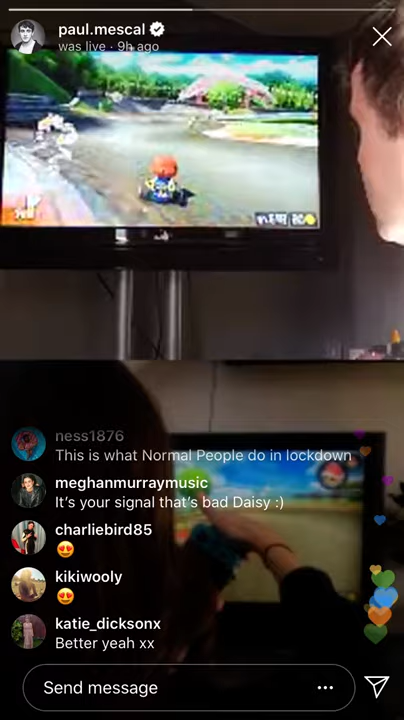 paul.mescal
was live · 9h ago
ness1876
This is what Normal People do in lockdown
meghanmurraymusic
It's your signal that's bad Daisy :)
charliebird85
😍
kikiwooly
😍
katie_dicksonx
Better yeah xx
Send message